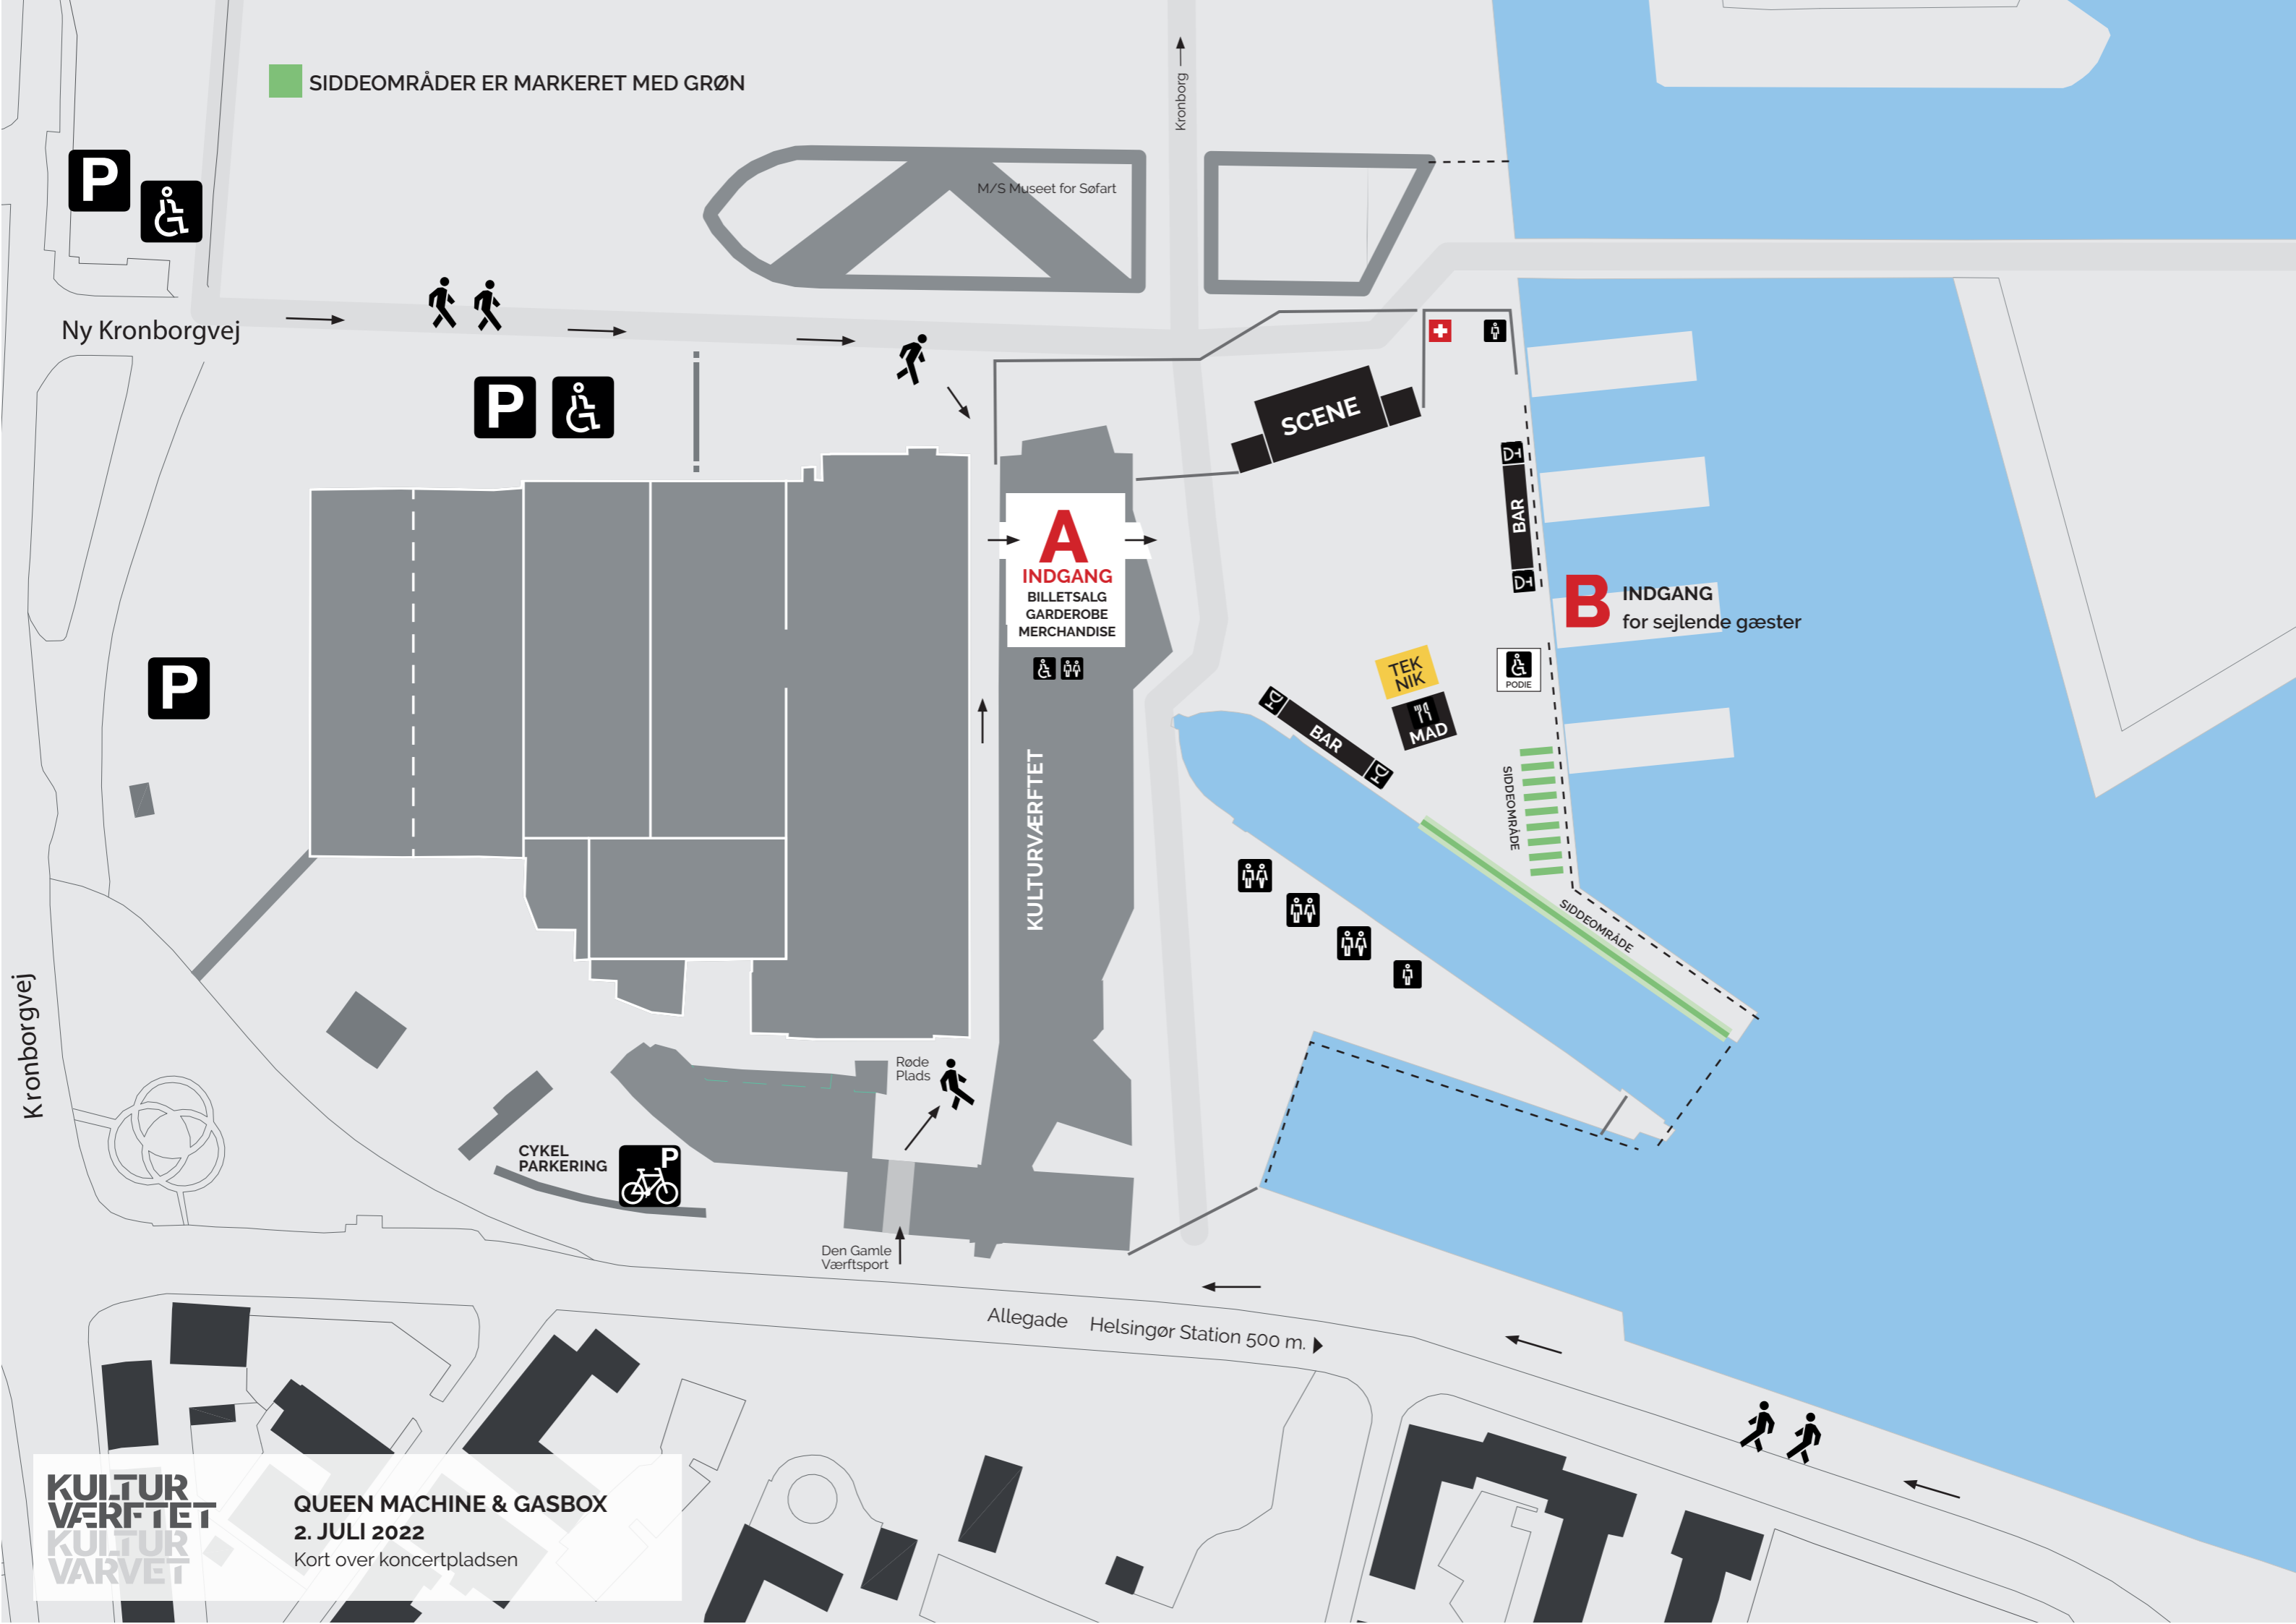 SIDDEOMRÅDER ER MARKERET MED GRØN
Kronborg
P
M/S Museet for Søfart
Ny Kronborgvej
P
SCENE
BAR
A
INDGANG
BILLETSALG
GARDEROBE
MERCHANDISE
B
INDGANG
for sejlende gæster
P
TEK
NIK
MAD
PODIE
BAR
KULTURVÆRFTET
SIDDEOMRÅDE
SIDDEOMRÅDE
Kronborgvej
Røde
Plads
CYKEL
PARKERING
P
Den Gamle
Værftsport
Allegade Helsingør Station 500 m.
KULTUR
VÆRFTET
KULTUR
VARVET
QUEEN MACHINE & GASBOX
2. JULI 2022
Kort over koncertpladsen